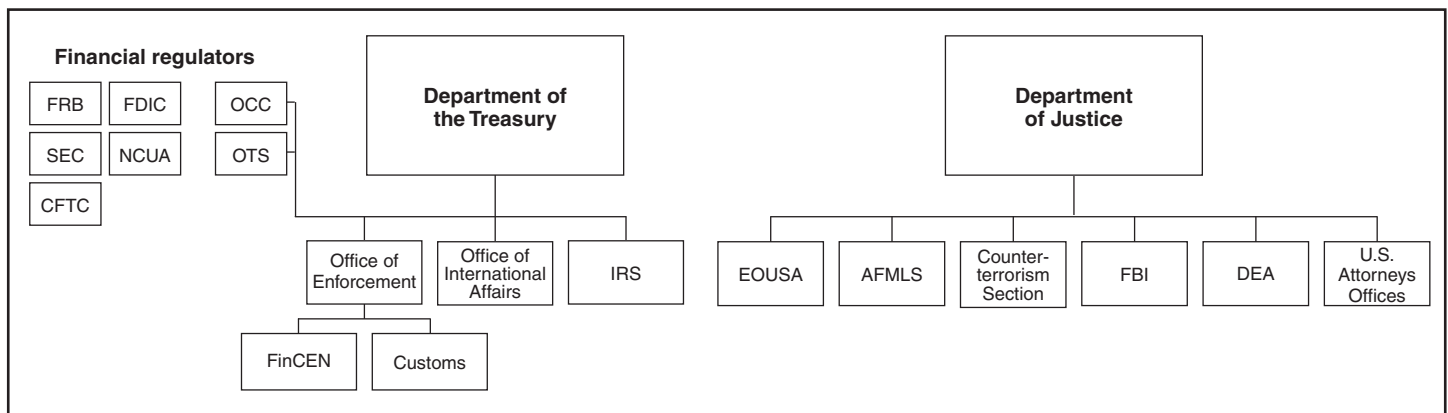 Financial regulators
FRB
FDIC
OCC
SEC
NCUA
OTS
CFTC
Department of
the Treasury
Office of
Enforcement
Office of
International
Affairs
IRS
FinCEN
Customs
Department
of Justice
EOUSA
AFMLS
Counter-
terrorism
Section
FBI
DEA
U.S.
Attorneys
Offices